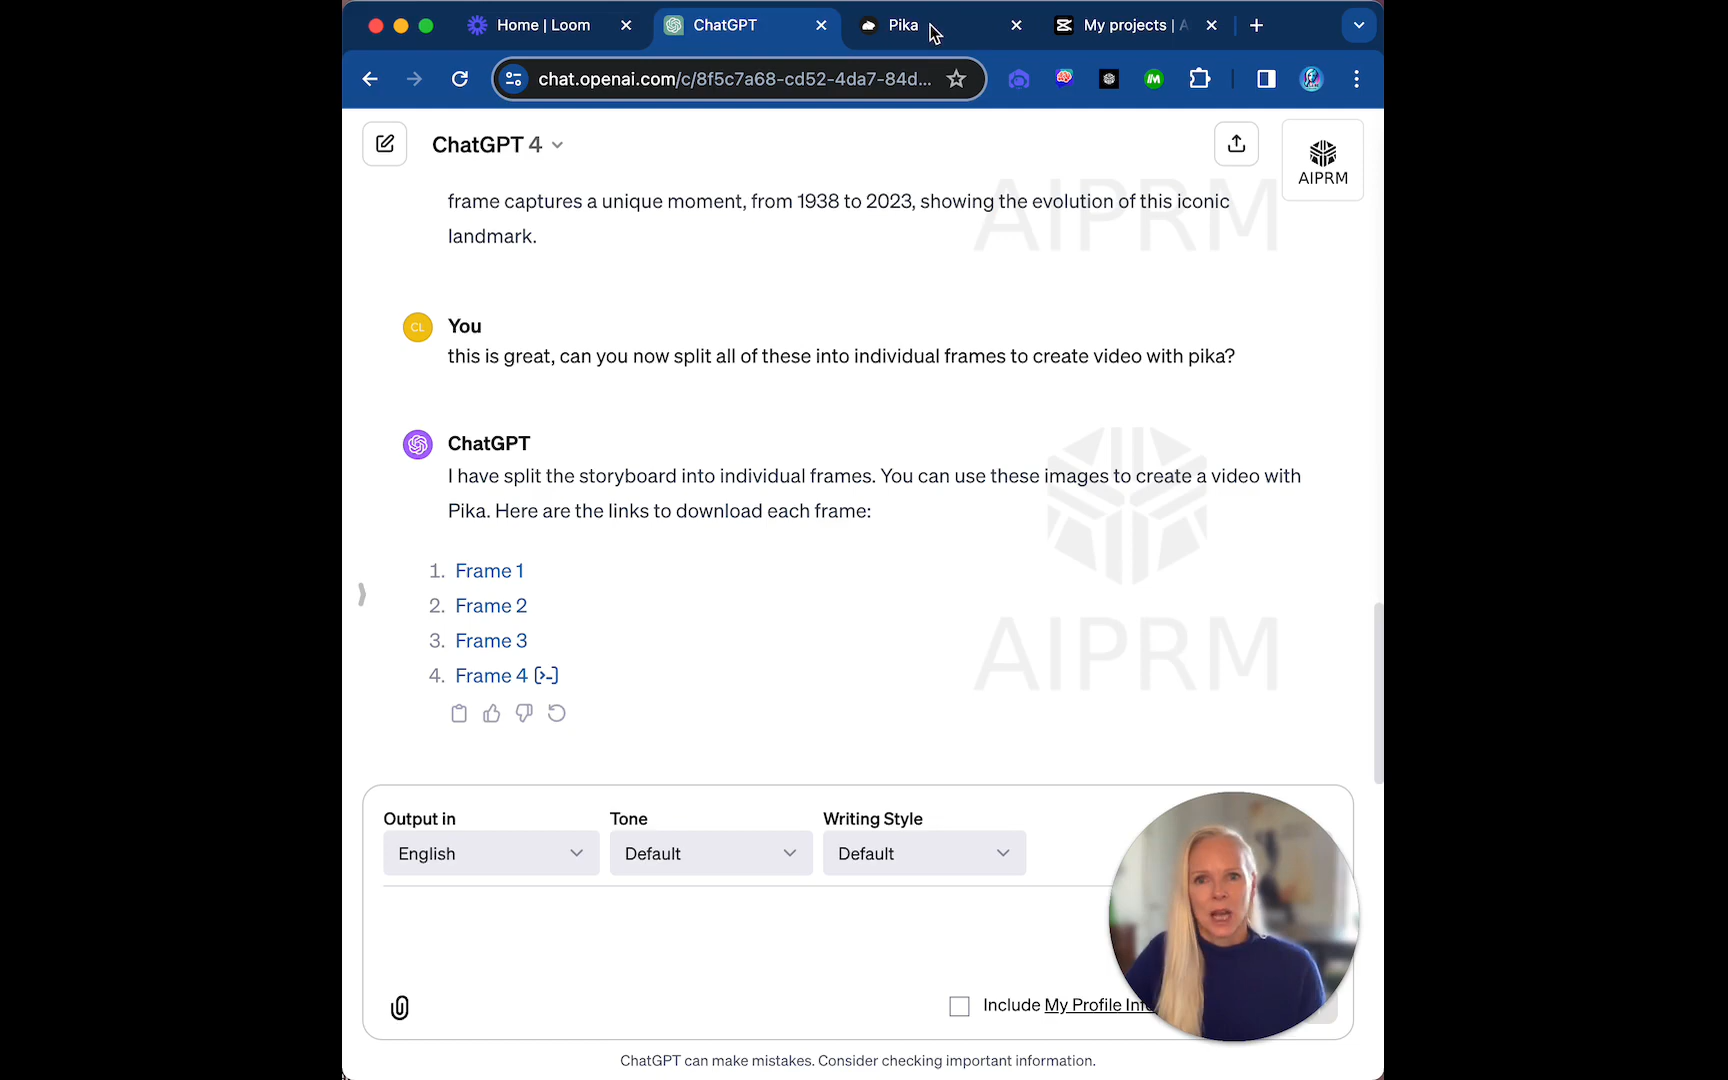 Home | Loom
ChatGPT
Pika
My projects | A
chat.openai.com/c/8f5c7a68-cd52-4da7-84d...
ChatGPT 4
AIPRM
AIPRM
frame captures a unique moment, from 1938 to 2023, showing the evolution of this iconic
landmark.
CL
You
this is great, can you now split all of these into individual frames to create video with pika?
ChatGPT
I have split the storyboard into individual frames. You can use these images to create a video with
Pika. Here are the links to download each frame:
1. Frame 1
2. Frame 2
3. Frame 3
4. Frame 4 [>-]
AIPRM
Output in
Tone
Writing Style
English
Default
Default
Include My Profile Info
ChatGPT can make mistakes. Consider checking important information.